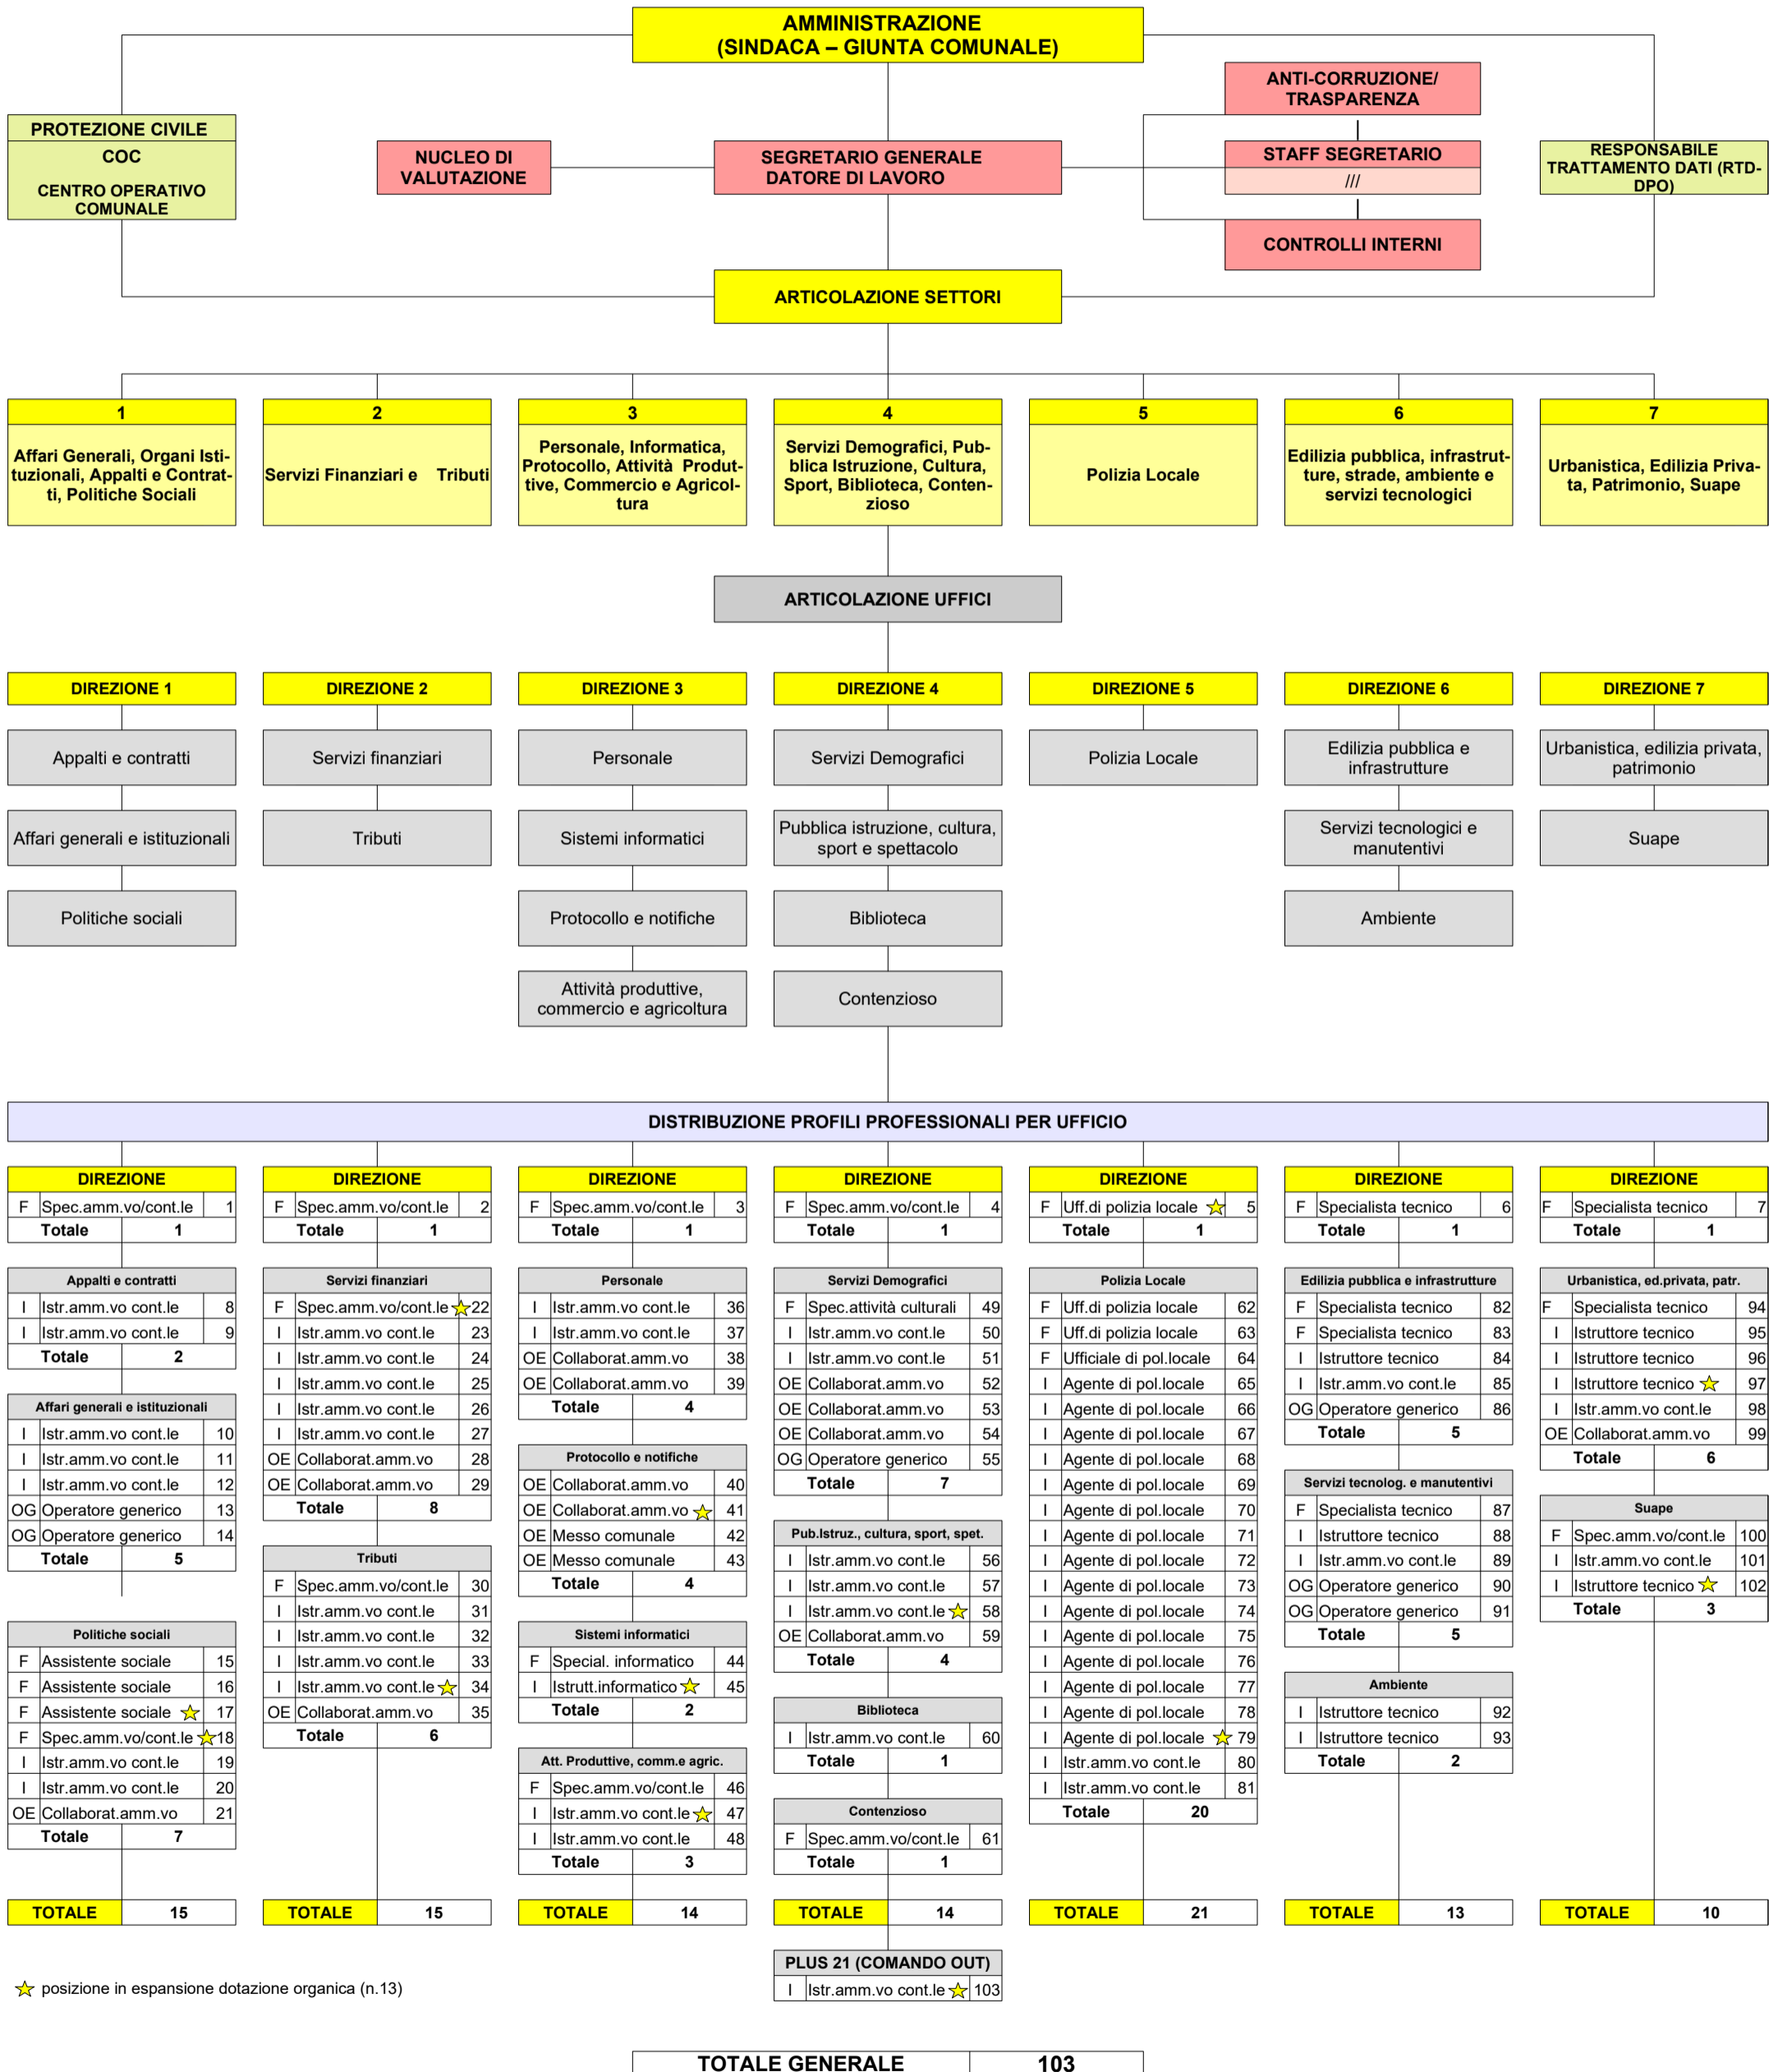 AMMINISTRAZIONE
(SINDACA – GIUNTA COMUNALE)
ANTI-CORRUZIONE/
TRASPARENZA
PROTEZIONE CIVILE
COC
CENTRO OPERATIVO
COMUNALE
NUCLEO DI
VALUTAZIONE
SEGRETARIO GENERALE
DATORE DI LAVORO
STAFF SEGRETARIO
///
RESPONSABILE
TRATTAMENTO DATI (RTD-
DPO)
CONTROLLI INTERNI
ARTICOLAZIONE SETTORI
1
Affari Generali, Organi Isti-
tuzionali, Appalti e Contrat-
ti, Politiche Sociali
2
Servizi Finanziari e Tributi
3
Personale, Informatica,
Protocollo, Attività Produt-
tive, Commercio e Agricol-
tura
4
Servizi Demografici, Pub-
blica Istruzione, Cultura,
Sport, Biblioteca, Conten-
zioso
5
Polizia Locale
6
Edilizia pubblica, infrastrut-
ture, strade, ambiente e
servizi tecnologici
7
Urbanistica, Edilizia Priva-
ta, Patrimonio, Suape
ARTICOLAZIONE UFFICI
DIREZIONE 1
Appalti e contratti
Affari generali e istituzionali
Politiche sociali
DIREZIONE 2
Servizi finanziari
Tributi
DIREZIONE 3
Personale
Sistemi informatici
Protocollo e notifiche
Attività produttive,
commercio e agricoltura
DIREZIONE 4
Servizi Demografici
Pubblica istruzione, cultura,
sport e spettacolo
Biblioteca
Contenzioso
DIREZIONE 5
Polizia Locale
DIREZIONE 6
Edilizia pubblica e
infrastrutture
Servizi tecnologici e
manutentivi
Ambiente
DIREZIONE 7
Urbanistica, edilizia privata,
patrimonio
Suape
DISTRIBUZIONE PROFILI PROFESSIONALI PER UFFICIO
DIREZIONE
F Spec.amm.vo/cont.le 1
Totale 1
Appalti e contratti
I Istr.amm.vo cont.le 8
I Istr.amm.vo cont.le 9
Totale 2
Affari generali e istituzionali
I Istr.amm.vo cont.le 10
I Istr.amm.vo cont.le 11
I Istr.amm.vo cont.le 12
OG Operatore generico 13
OG Operatore generico 14
Totale 5
Politiche sociali
F Assistente sociale 15
F Assistente sociale 16
F Assistente sociale 17
F Spec.amm.vo/cont.le 18
I Istr.amm.vo cont.le 19
I Istr.amm.vo cont.le 20
OE Collaborat.amm.vo 21
Totale 7
TOTALE 15
DIREZIONE
F Spec.amm.vo/cont.le 2
Totale 1
Servizi finanziari
F Spec.amm.vo/cont.le 22
I Istr.amm.vo cont.le 23
I Istr.amm.vo cont.le 24
I Istr.amm.vo cont.le 25
I Istr.amm.vo cont.le 26
I Istr.amm.vo cont.le 27
OE Collaborat.amm.vo 28
OE Collaborat.amm.vo 29
Totale 8
Tributi
F Spec.amm.vo/cont.le 30
I Istr.amm.vo cont.le 31
I Istr.amm.vo cont.le 32
I Istr.amm.vo cont.le 33
I Istr.amm.vo cont.le 34
OE Collaborat.amm.vo 35
Totale 6
TOTALE 15
DIREZIONE
F Spec.amm.vo/cont.le 3
Totale 1
Personale
I Istr.amm.vo cont.le 36
I Istr.amm.vo cont.le 37
OE Collaborat.amm.vo 38
OE Collaborat.amm.vo 39
Totale 4
Protocollo e notifiche
OE Collaborat.amm.vo 40
OE Collaborat.amm.vo 41
OE Messo comunale 42
OE Messo comunale 43
Totale 4
Sistemi informatici
F Special. informatico 44
I Istrutt.informatico 45
Totale 2
Att. Produttive, comm.e agric.
F Spec.amm.vo/cont.le 46
I Istr.amm.vo cont.le 47
I Istr.amm.vo cont.le 48
Totale 3
TOTALE 14
DIREZIONE
F Spec.amm.vo/cont.le 4
Totale 1
Servizi Demografici
F Spec.attività culturali 49
I Istr.amm.vo cont.le 50
I Istr.amm.vo cont.le 51
OE Collaborat.amm.vo 52
OE Collaborat.amm.vo 53
OE Collaborat.amm.vo 54
OG Operatore generico 55
Totale 7
Pub.Istruz., cultura, sport, spet.
I Istr.amm.vo cont.le 56
I Istr.amm.vo cont.le 57
I Istr.amm.vo cont.le 58
OE Collaborat.amm.vo 59
Totale 4
Biblioteca
I Istr.amm.vo cont.le 60
Totale 1
Contenzioso
F Spec.amm.vo/cont.le 61
Totale 1
TOTALE 14
DIREZIONE
F Uff.di polizia locale 5
Totale 1
Polizia Locale
F Uff.di polizia locale 62
F Uff.di polizia locale 63
F Ufficiale di pol.locale 64
I Agente di pol.locale 65
I Agente di pol.locale 66
I Agente di pol.locale 67
I Agente di pol.locale 68
I Agente di pol.locale 69
I Agente di pol.locale 70
I Agente di pol.locale 71
I Agente di pol.locale 72
I Agente di pol.locale 73
I Agente di pol.locale 74
I Agente di pol.locale 75
I Agente di pol.locale 76
I Agente di pol.locale 77
I Agente di pol.locale 78
I Agente di pol.locale 79
I Istr.amm.vo cont.le 80
I Istr.amm.vo cont.le 81
Totale 20
TOTALE 21
DIREZIONE
F Specialista tecnico 6
Totale 1
Edilizia pubblica e infrastrutture
F Specialista tecnico 82
F Specialista tecnico 83
I Istruttore tecnico 84
I Istr.amm.vo cont.le 85
OG Operatore generico 86
Totale 5
Servizi tecnolog. e manutentivi
F Specialista tecnico 87
I Istruttore tecnico 88
I Istr.amm.vo cont.le 89
OG Operatore generico 90
OG Operatore generico 91
Totale 5
Ambiente
I Istruttore tecnico 92
I Istruttore tecnico 93
Totale 2
TOTALE 13
DIREZIONE
F Specialista tecnico 7
Totale 1
Urbanistica, ed.privata, patr.
F Specialista tecnico 94
I Istruttore tecnico 95
I Istruttore tecnico 96
I Istruttore tecnico 97
I Istr.amm.vo cont.le 98
OE Collaborat.amm.vo 99
Totale 6
Suape
F Spec.amm.vo/cont.le 100
I Istr.amm.vo cont.le 101
I Istruttore tecnico 102
Totale 3
TOTALE 10
PLUS 21 (COMANDO OUT)
I Istr.amm.vo cont.le 103
posizione in espansione dotazione organica (n.13)
TOTALE GENERALE 103